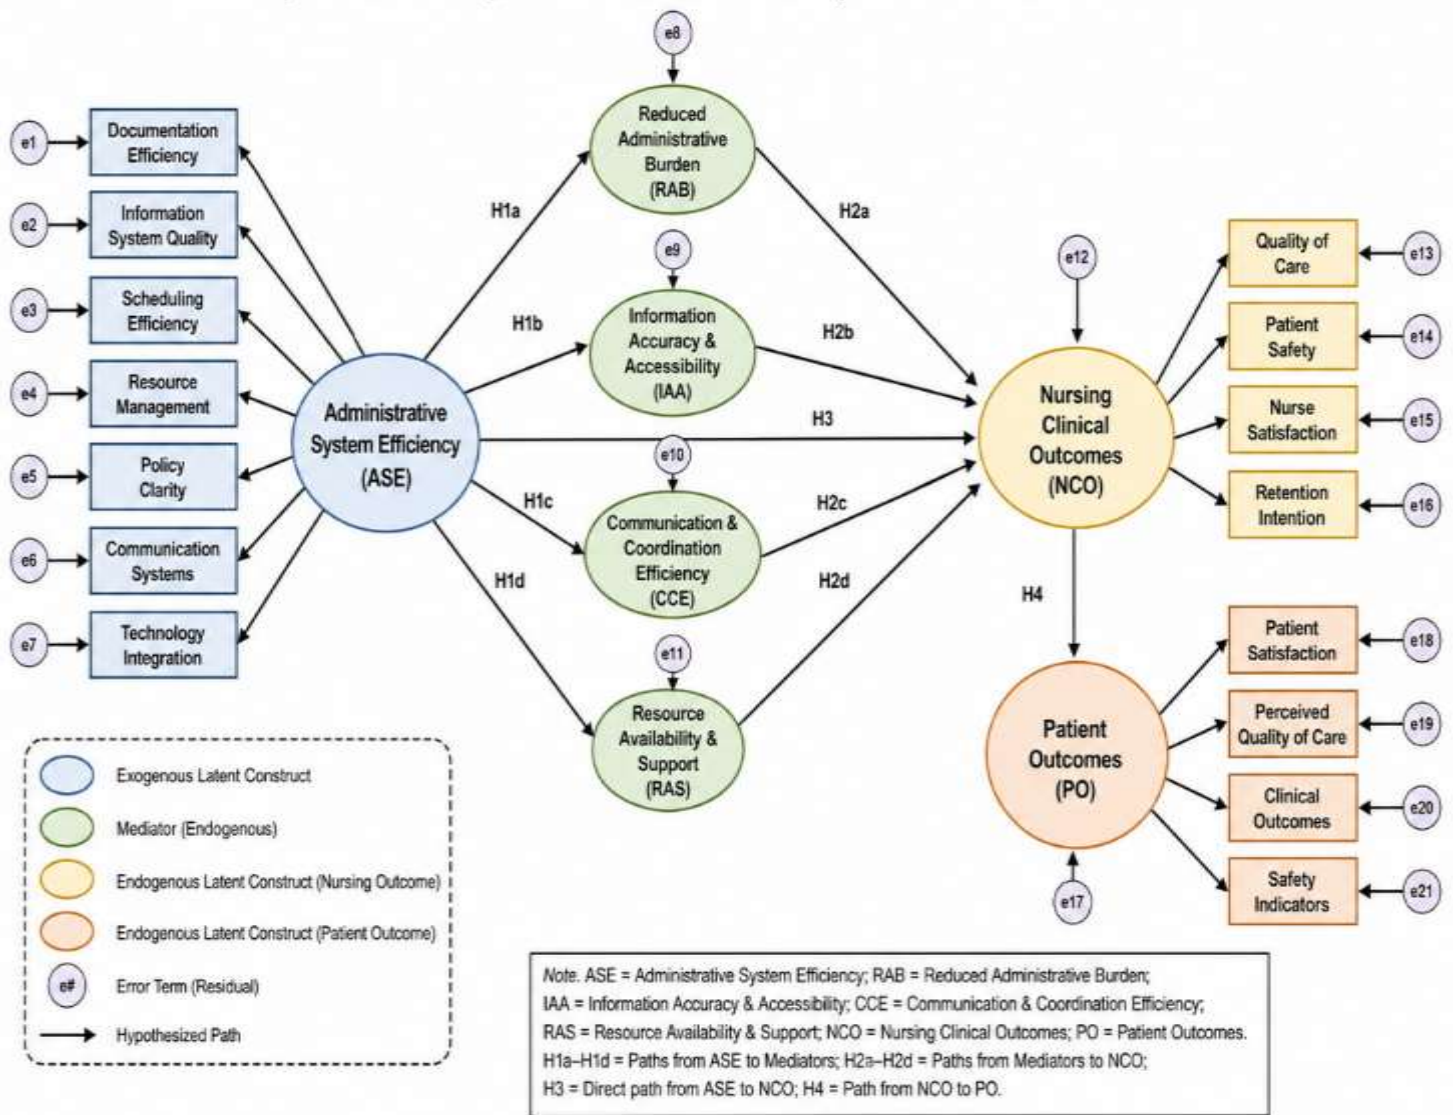 e8
Reduced
Administrative
Burden
(RAB)
e1
Documentation
Efficiency
e2
Information
System Quality
e3
Scheduling
Efficiency
e4
Resource
Management
e5
Policy
Clarity
e6
Communication
Systems
e7
Technology
Integration
Administrative
System Efficiency
(ASE)
H1a
H1b
H1c
H1d
e9
Information
Accuracy &
Accessibility
(IAA)
H3
e10
Communication &
Coordination
Efficiency
(CCE)
e11
Resource
Availability &
Support
(RAS)
H2a
H2b
H2c
H2d
e12
Nursing
Clinical
Outcomes
(NCO)
Quality of
Care
e13
Patient
Safety
e14
Nurse
Satisfaction
e15
Retention
Intention
e16
H4
Patient
Outcomes
(PO)
e17
Patient
Satisfaction
e18
Perceived
Quality of Care
e19
Clinical
Outcomes
e20
Safety
Indicators
e21
Exogenous Latent Construct
Mediator (Endogenous)
Endogenous Latent Construct (Nursing Outcome)
Endogenous Latent Construct (Patient Outcome)
e# Error Term (Residual)
Hypothesized Path
Note. ASE = Administrative System Efficiency; RAB = Reduced Administrative Burden;
IAA = Information Accuracy & Accessibility; CCE = Communication & Coordination Efficiency;
RAS = Resource Availability & Support; NCO = Nursing Clinical Outcomes; PO = Patient Outcomes.
H1a–H1d = Paths from ASE to Mediators; H2a–H2d = Paths from Mediators to NCO;
H3 = Direct path from ASE to NCO; H4 = Path from NCO to PO.